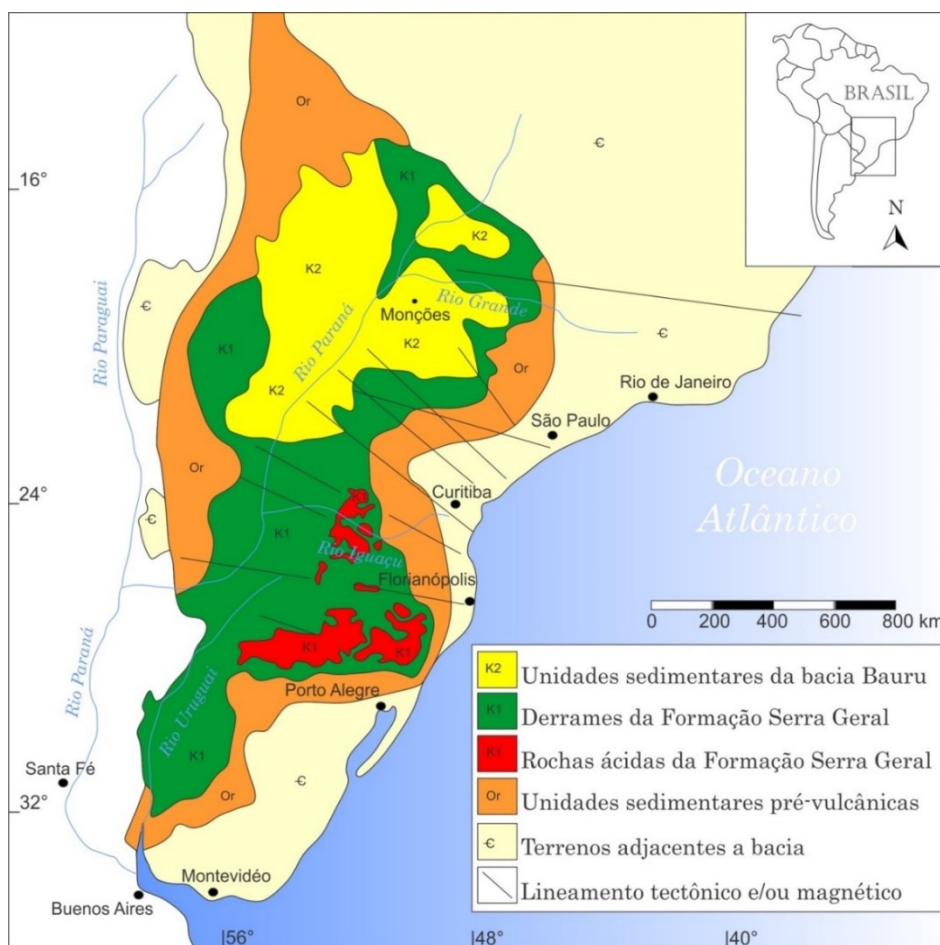 BRASIL
N
Or
Є
16°
K1
K2
K2
Rio Grande
Monções
K2
Є
Rio Paraguai
Є
Rio Paraná
K1
Or
Rio de Janeiro
K2
São Paulo
Or
Oceano
Atlântico
Curitiba
24°
K1
Є
K1
Rio Iguaçu
Florianópolis
0 200 400 600 800 km
K1
K1
Rio Paraná
Porto Alegre
Rio Uruguai
K1
Santa Fé
Є
Or
32°
Montevidéo
Buenos Aires
56°
48°
40°
K2 Unidades sedimentares da bacia Bauru
K1 Derrames da Formação Serra Geral
K1 Rochas ácidas da Formação Serra Geral
Or Unidades sedimentares pré-vulcânicas
Є Terrenos adjacentes a bacia
Lineamento tectônico e/ou magnético